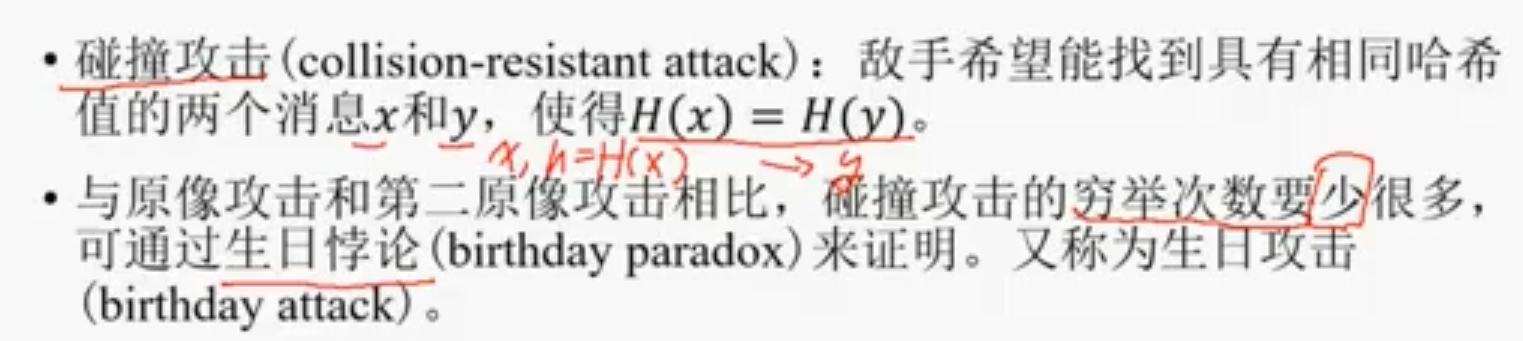 • 碰撞攻击(collision-resistant attack)：敌手希望能找到具有相同哈希
值的两个消息x和y，使得H(x) = H(y)。
x, h=H(x) → y
• 与原像攻击和第二原像攻击相比，碰撞攻击的穷举次数要少很多，
可通过生日悖论(birthday paradox)来证明。又称为生日攻击
(birthday attack)。